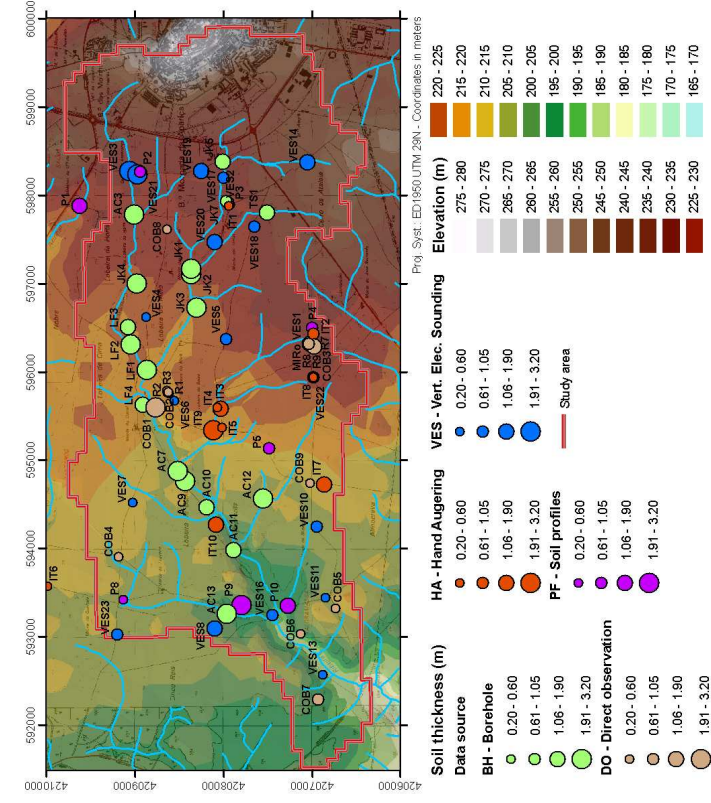 592000 593000 594000 595000 596000 597000 598000 599000 600000
4210000
4209000
4208000
4207000
4206000
IT6
P1
VES23
P8
COB4
VES7
LF4
LF1
LF2
LF3
JK4
AC3
VES3
P2
VES21
COB1
R2
COB2
R3
R1
VES6
VES4
COB8
AC7
AC9
AC10
IT9
IT4
IT3
IT5
JK3
JK2
JK1
VES5
VES20
JK7
VES19
VES17
JK5
VES2
P3
IT1
TS1
VES18
VES14
VES8
AC13
P9
IT10
AC11
AC12
P5
VES16
P10
COB6
COB7
VES13
VES11
COB5
VES10
COB9
IT7
IT8
VES22
MIRo
R8
R9
COB3
R7
VES1
P4
IT2
Proj. Syst.: ED1950 UTM 29N - Coordinates in meters
Soil thickness (m)
Data source
BH - Borehole
0.20 - 0.60
0.61 - 1.05
1.06 - 1.90
1.91 - 3.20
DO - Direct observation
0.20 - 0.60
0.61 - 1.05
1.06 - 1.90
1.91 - 3.20
HA - Hand Augering
0.20 - 0.60
0.61 - 1.05
1.06 - 1.90
1.91 - 3.20
PF - Soil profiles
0.20 - 0.60
0.61 - 1.05
1.06 - 1.90
1.91 - 3.20
VES - Vert. Elec. Sounding
0.20 - 0.60
0.61 - 1.05
1.06 - 1.90
1.91 - 3.20
Study area
Elevation (m)
275 - 280
270 - 275
265 - 270
260 - 265
255 - 260
250 - 255
245 - 250
240 - 245
235 - 240
230 - 235
225 - 230
220 - 225
215 - 220
210 - 215
205 - 210
200 - 205
195 - 200
190 - 195
185 - 190
180 - 185
175 - 180
170 - 175
165 - 170